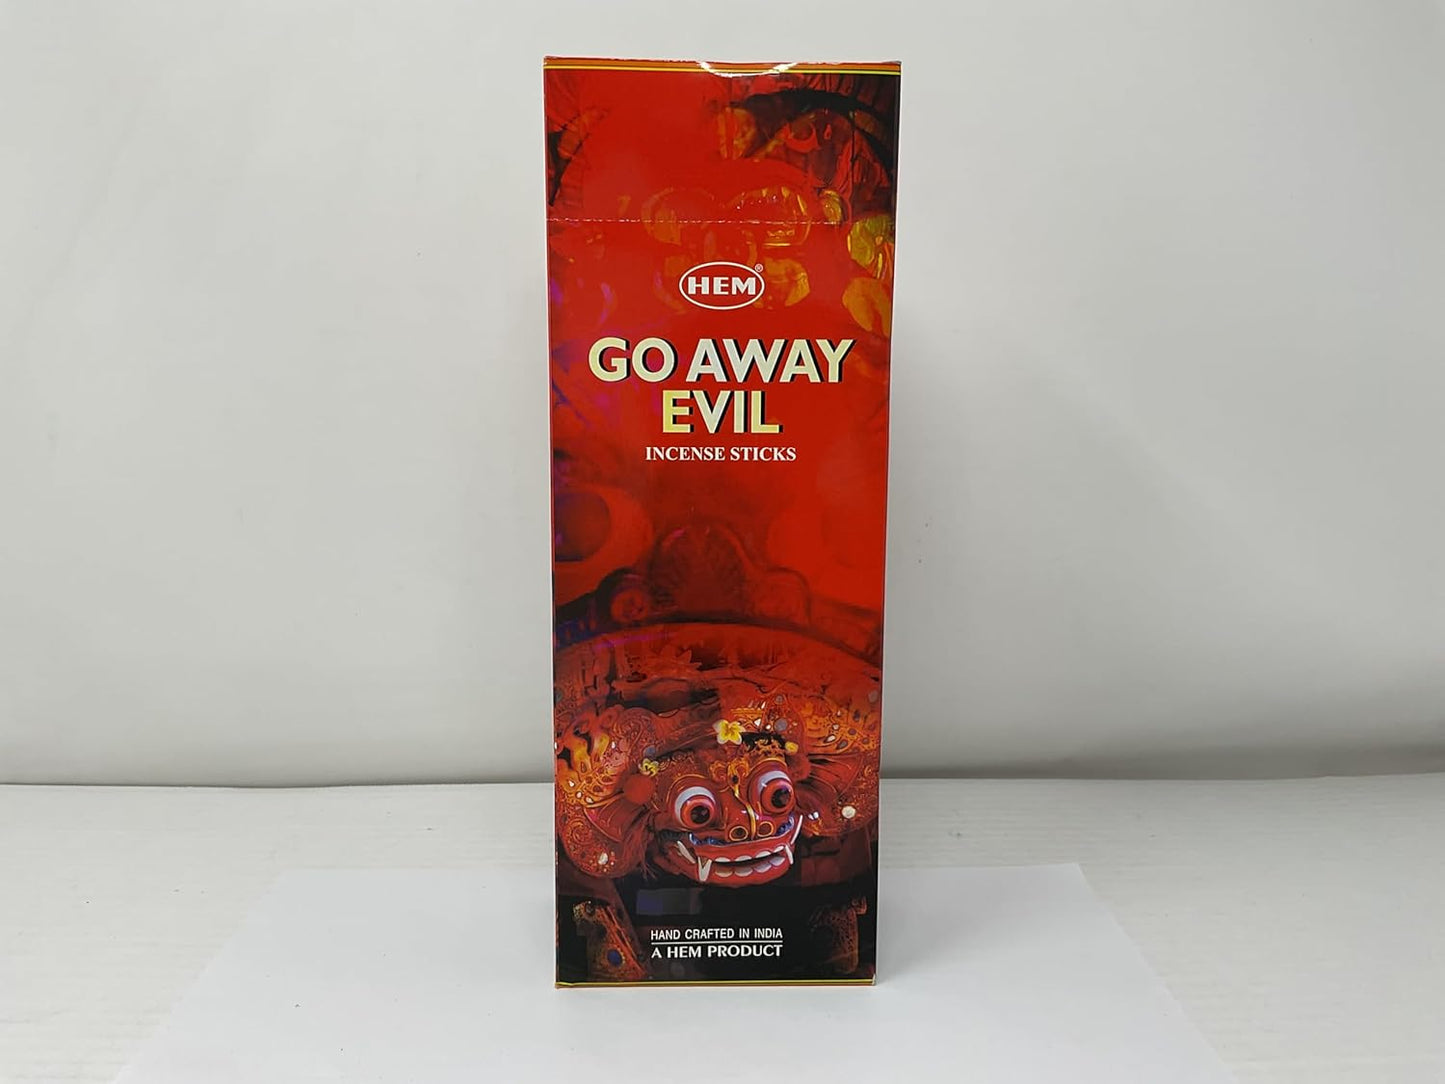 HEM®
GO AWAY
EVIL
INCENSE STICKS
HAND CRAFTED IN INDIA
A HEM PRODUCT